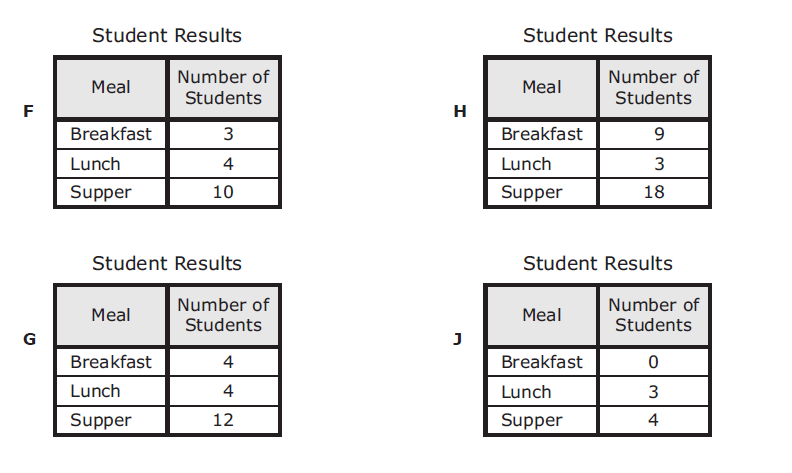 Student Results
F
Meal Number of Students
Breakfast 3
Lunch 4
Supper 10
Student Results
H
Meal Number of Students
Breakfast 9
Lunch 3
Supper 18
Student Results
G
Meal Number of Students
Breakfast 4
Lunch 4
Supper 12
Student Results
J
Meal Number of Students
Breakfast 0
Lunch 3
Supper 4